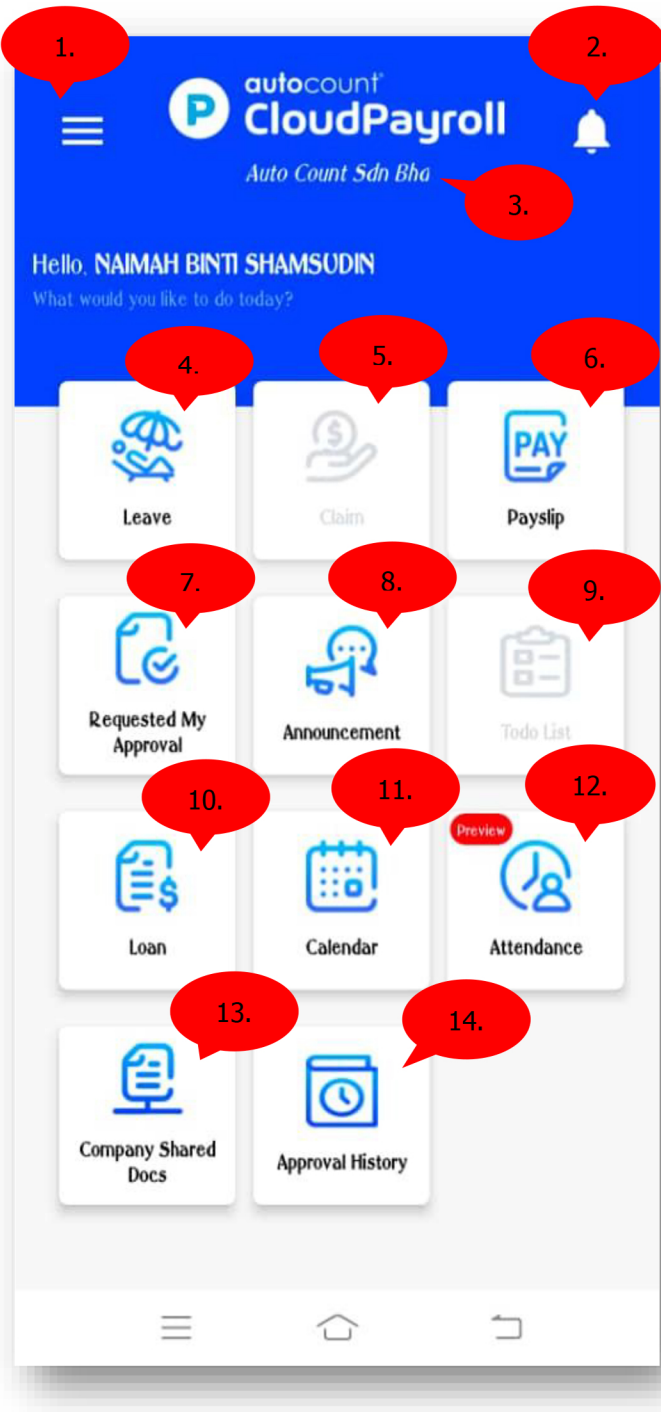 1.
2.
autocount
CloudPayroll
Auto Count Sdn Bhd
3.
Hello, NAIMAH BINTI SHAMSUDIN
What would you like to do today?
4.
5.
6.
PAY
Leave
Claim
Payslip
7.
8.
9.
Requested My
Approval
Announcement
Todo List
10.
11.
12.
Preview
Loan
Calendar
Attendance
13.
14.
Company Shared
Docs
Approval History